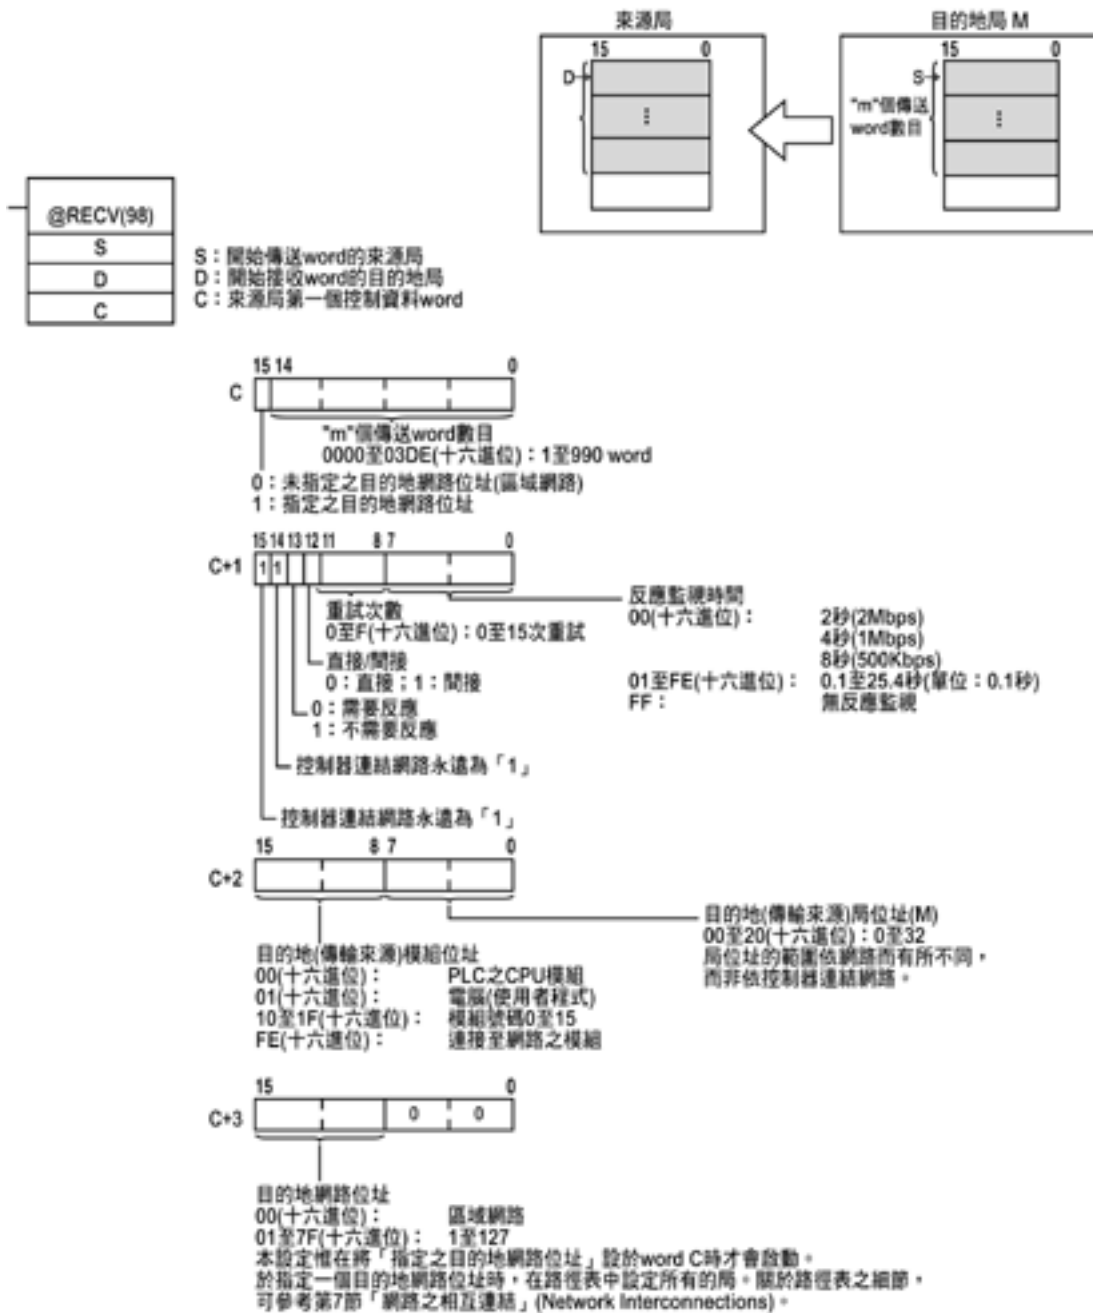 來源局
目的地局 M
15 0
15 0
D
S
"m"個傳送
word數目
@RECV(98)
S
D
C
S：開始傳送word的來源局
D：開始接收word的目的地局
C：來源局第一個控制資料word
15 14 0
C
"m"個傳送word數目
0000至03DE(十六進位)：1至990 word
0：未指定之目的地網路位址(區域網路)
1：指定之目的地網路位址
15 14 13 12 11 8 7 0
C+1 1 1
重試次數
0至F(十六進位)：0至15次重試
直接/間接
0：直接；1：間接
0：需要反應
1：不需要反應
控制器連結網路永遠為「1」
控制器連結網路永遠為「1」
反應監視時間
00(十六進位)： 2秒(2Mbps)
4秒(1Mbps)
8秒(500Kbps)
01至FE(十六進位)： 0.1至25.4秒(單位：0.1秒)
FF： 無反應監視
15 8 7 0
C+2
目的地(傳輸來源)局位址(M)
00至20(十六進位)：0至32
局位址的範圍依網路而有所不同，
而非依控制器連結網路。
目的地(傳輸來源)模組位址
00(十六進位)： PLC之CPU模組
01(十六進位)： 電腦(使用者程式)
10至1F(十六進位)： 模組號碼0至15
FE(十六進位)： 連接至網路之模組
15 0
C+3 0 0
目的地網路位址
00(十六進位)： 區域網路
01至7F(十六進位)： 1至127
本設定惟在將「指定之目的地網路位址」設於word C時才會啟動。
於指定一個目的地網路位址時，在路徑表中設定所有的局。關於路徑表之細節，
可參考第7節「網路之相互連結」(Network Interconnections)。